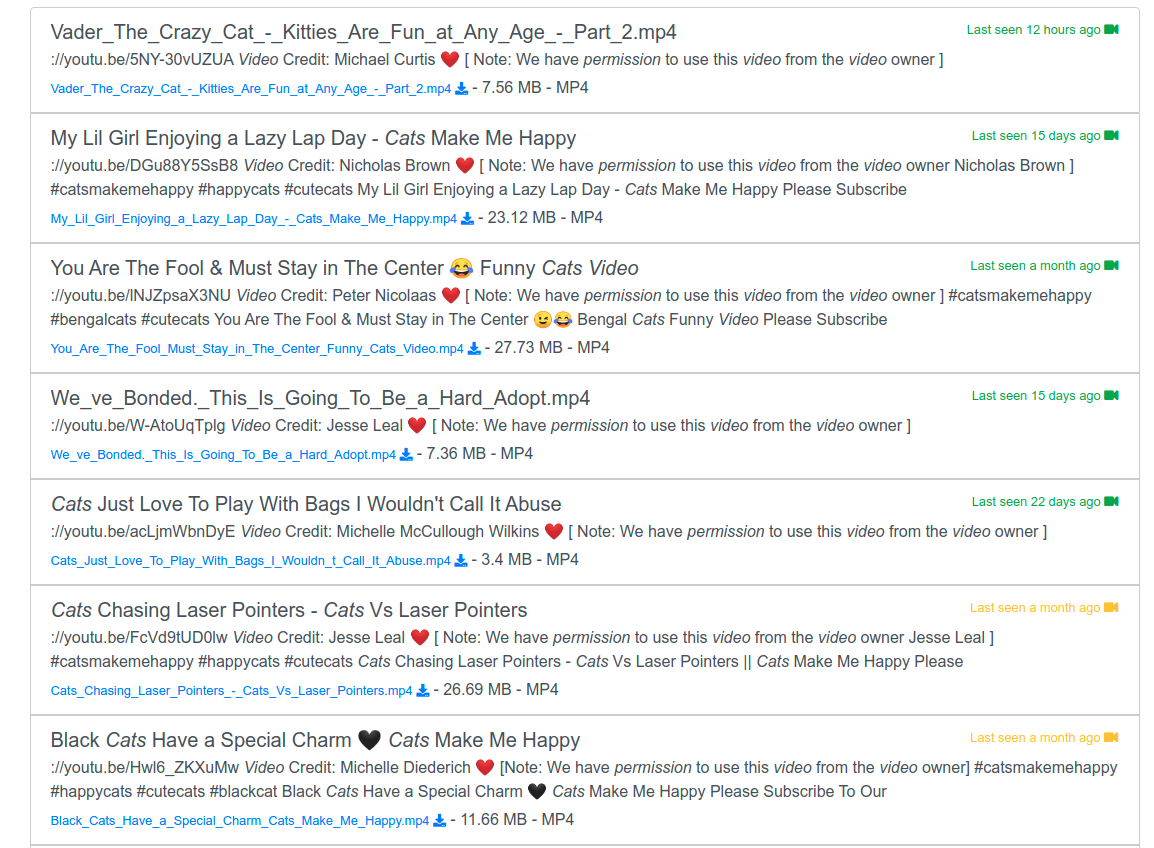 Vader_The_Crazy_Cat_-_Kitties_Are_Fun_at_Any_Age_-_Part_2.mp4 Last seen 12 hours ago
://youtu.be/5NY-30vUZUA Video Credit: Michael Curtis ❤️ [ Note: We have permission to use this video from the video owner ]
Vader_The_Crazy_Cat_-_Kitties_Are_Fun_at_Any_Age_-_Part_2.mp4 - 7.56 MB - MP4
My Lil Girl Enjoying a Lazy Lap Day - Cats Make Me Happy Last seen 15 days ago
://youtu.be/DGu88Y5SsB8 Video Credit: Nicholas Brown ❤️ [ Note: We have permission to use this video from the video owner Nicholas Brown ]
#catsmakemehappy #happycats #cutecats My Lil Girl Enjoying a Lazy Lap Day - Cats Make Me Happy Please Subscribe
My_Lil_Girl_Enjoying_a_Lazy_Lap_Day_-_Cats_Make_Me_Happy.mp4 - 23.12 MB - MP4
You Are The Fool & Must Stay in The Center 😂 Funny Cats Video Last seen a month ago
://youtu.be/lNJZpsaX3NU Video Credit: Peter Nicolaas ❤️ [ Note: We have permission to use this video from the video owner ] #catsmakemehappy
#bengalcats #cutecats You Are The Fool & Must Stay in The Center 😉😂 Bengal Cats Funny Video Please Subscribe
You_Are_The_Fool_Must_Stay_in_The_Center_Funny_Cats_Video.mp4 - 27.73 MB - MP4
We_ve_Bonded._This_Is_Going_To_Be_a_Hard_Adopt.mp4 Last seen 15 days ago
://youtu.be/W-AtoUqTplg Video Credit: Jesse Leal ❤️ [ Note: We have permission to use this video from the video owner ]
We_ve_Bonded._This_Is_Going_To_Be_a_Hard_Adopt.mp4 - 7.36 MB - MP4
Cats Just Love To Play With Bags I Wouldn't Call It Abuse Last seen 22 days ago
://youtu.be/acLjmWbnDyE Video Credit: Michelle McCullough Wilkins ❤️ [ Note: We have permission to use this video from the video owner ]
Cats_Just_Love_To_Play_With_Bags_I_Wouldn_t_Call_It_Abuse.mp4 - 3.4 MB - MP4
Cats Chasing Laser Pointers - Cats Vs Laser Pointers Last seen a month ago
://youtu.be/FcVd9tUD0lw Video Credit: Jesse Leal ❤️ [ Note: We have permission to use this video from the video owner Jesse Leal ]
#catsmakemehappy #happycats #cutecats Cats Chasing Laser Pointers - Cats Vs Laser Pointers || Cats Make Me Happy Please
Cats_Chasing_Laser_Pointers_-_Cats_Vs_Laser_Pointers.mp4 - 26.69 MB - MP4
Black Cats Have a Special Charm 🖤 Cats Make Me Happy Last seen a month ago
://youtu.be/Hwl6_ZKXuMw Video Credit: Michelle Diederich ❤️ [Note: We have permission to use this video from the video owner] #catsmakemehappy
#happycats #cutecats #blackcat Black Cats Have a Special Charm 🖤 Cats Make Me Happy Please Subscribe To Our
Black_Cats_Have_a_Special_Charm_Cats_Make_Me_Happy.mp4 - 11.66 MB - MP4